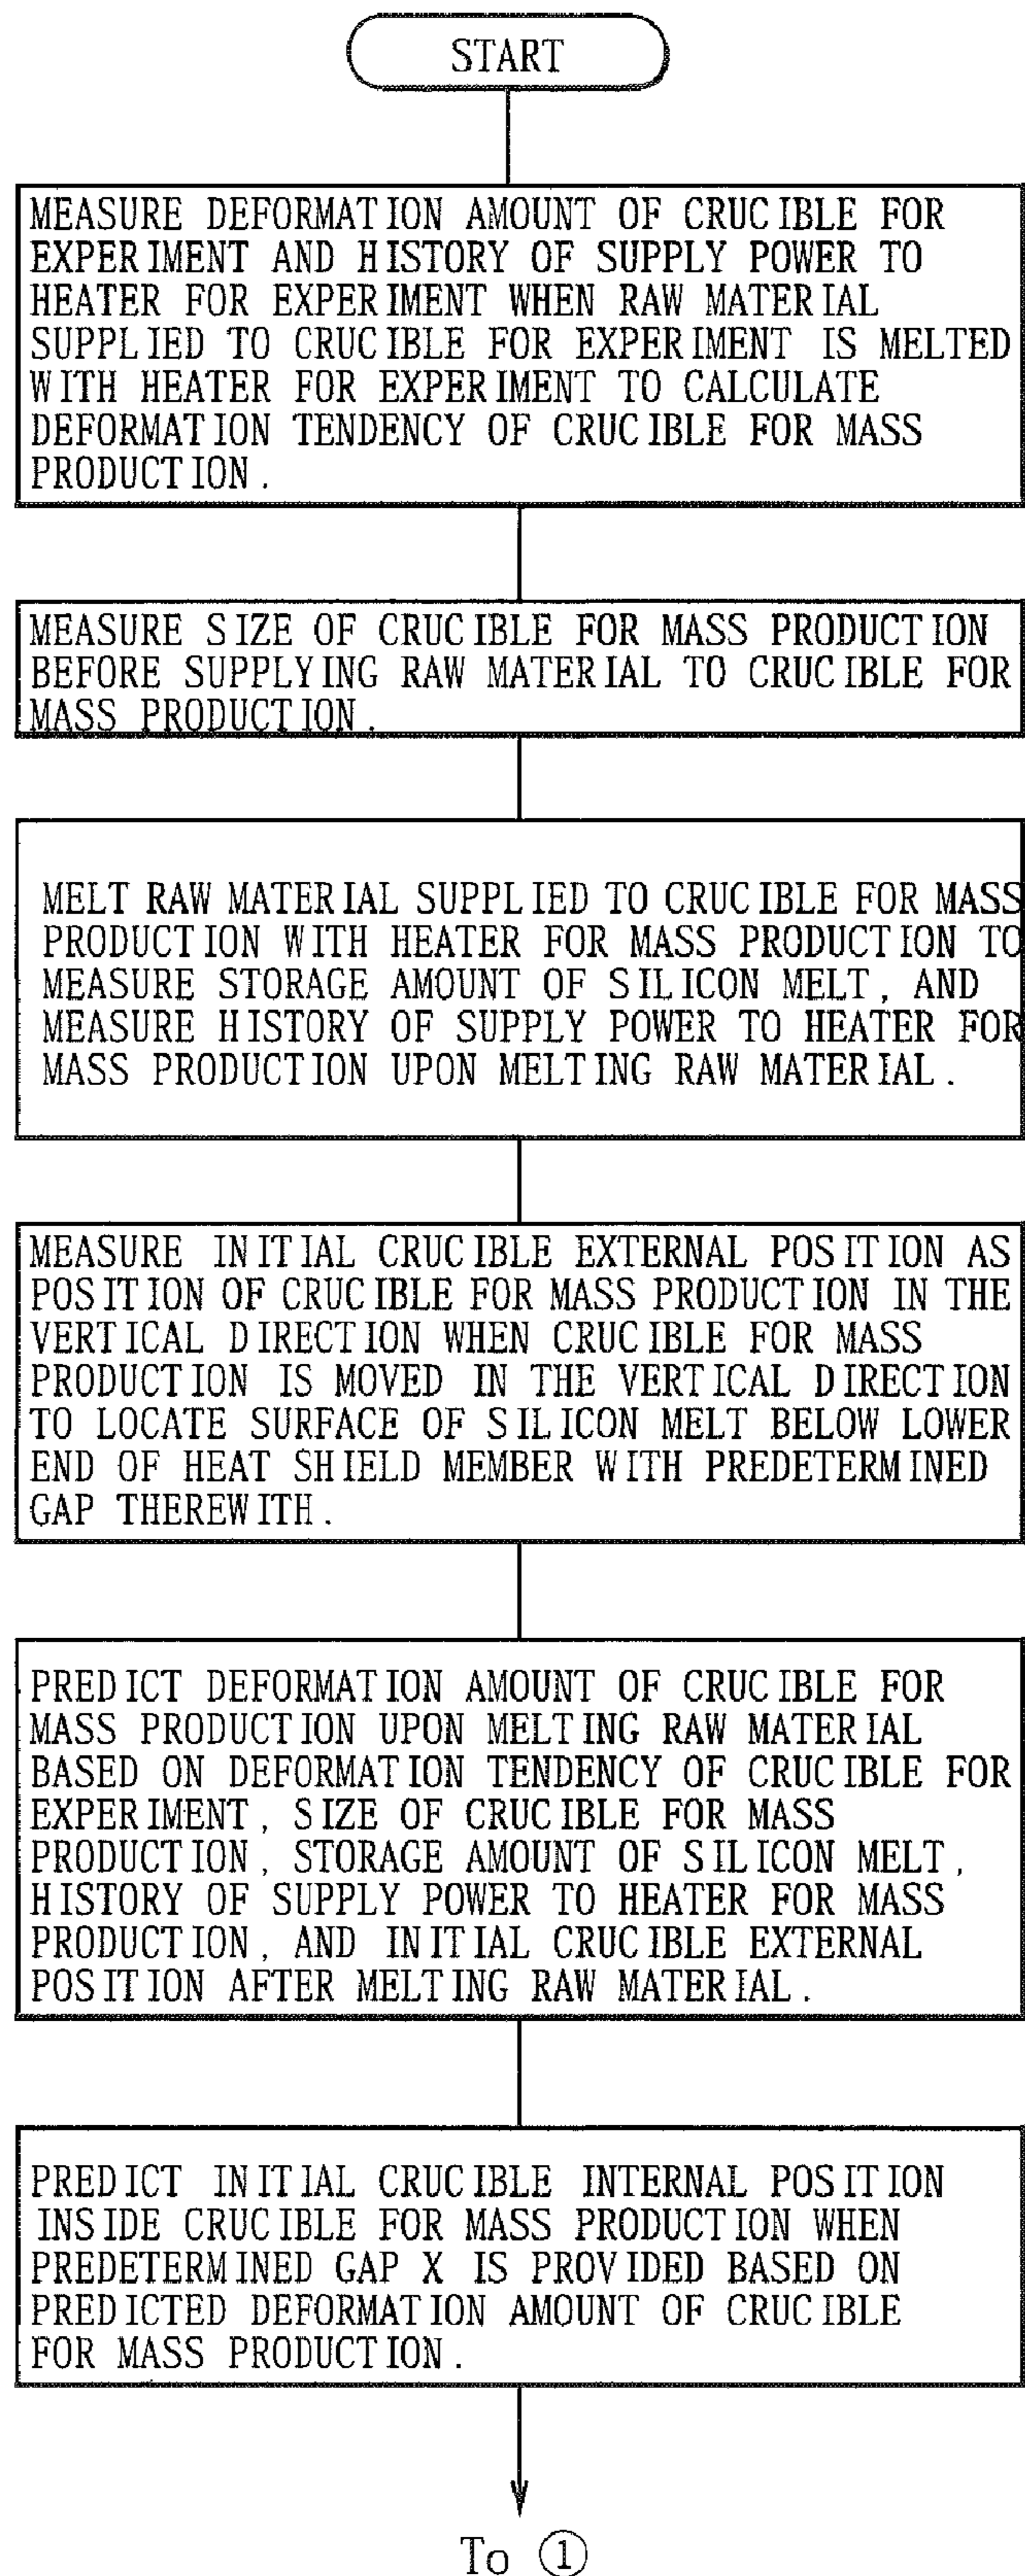 START
MEASURE DEFORMATION AMOUNT OF CRUCIBLE FOR
EXPERIMENT AND HISTORY OF SUPPLY POWER TO
HEATER FOR EXPERIMENT WHEN RAW MATERIAL
SUPPLIED TO CRUCIBLE FOR EXPERIMENT IS MELTED
WITH HEATER FOR EXPERIMENT TO CALCULATE
DEFORMATION TENDENCY OF CRUCIBLE FOR MASS
PRODUCTION.
MEASURE SIZE OF CRUCIBLE FOR MASS PRODUCTION
BEFORE SUPPLYING RAW MATERIAL TO CRUCIBLE FOR
MASS PRODUCTION.
MELT RAW MATERIAL SUPPLIED TO CRUCIBLE FOR MASS
PRODUCTION WITH HEATER FOR MASS PRODUCTION TO
MEASURE STORAGE AMOUNT OF SILICON MELT, AND
MEASURE HISTORY OF SUPPLY POWER TO HEATER FOR
MASS PRODUCTION UPON MELTING RAW MATERIAL.
MEASURE INITIAL CRUCIBLE EXTERNAL POSITION AS
POSITION OF CRUCIBLE FOR MASS PRODUCTION IN THE
VERTICAL DIRECTION WHEN CRUCIBLE FOR MASS
PRODUCTION IS MOVED IN THE VERTICAL DIRECTION
TO LOCATE SURFACE OF SILICON MELT BELOW LOWER
END OF HEAT SHIELD MEMBER WITH PREDETERMINED
GAP THEREWITH.
PREDICT DEFORMATION AMOUNT OF CRUCIBLE FOR
MASS PRODUCTION UPON MELTING RAW MATERIAL
BASED ON DEFORMATION TENDENCY OF CRUCIBLE FOR
EXPERIMENT, SIZE OF CRUCIBLE FOR MASS
PRODUCTION, STORAGE AMOUNT OF SILICON MELT,
HISTORY OF SUPPLY POWER TO HEATER FOR MASS
PRODUCTION, AND INITIAL CRUCIBLE EXTERNAL
POSITION AFTER MELTING RAW MATERIAL.
PREDICT INITIAL CRUCIBLE INTERNAL POSITION
INSIDE CRUCIBLE FOR MASS PRODUCTION WHEN
PREDETERMINED GAP X IS PROVIDED BASED ON
PREDICTED DEFORMATION AMOUNT OF CRUCIBLE
FOR MASS PRODUCTION.
To ①